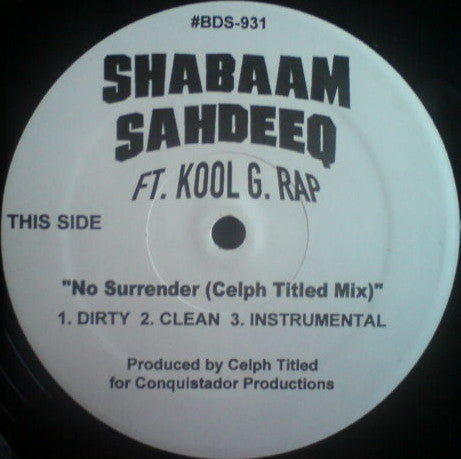 #BDS-931
SHABAAM
SAHDEEQ
FT. KOOL G. RAP
THIS SIDE
"No Surrender (Celph Titled Mix)"
1. DIRTY 2. CLEAN 3. INSTRUMENTAL
Produced by Celph Titled
for Conquistador Productions